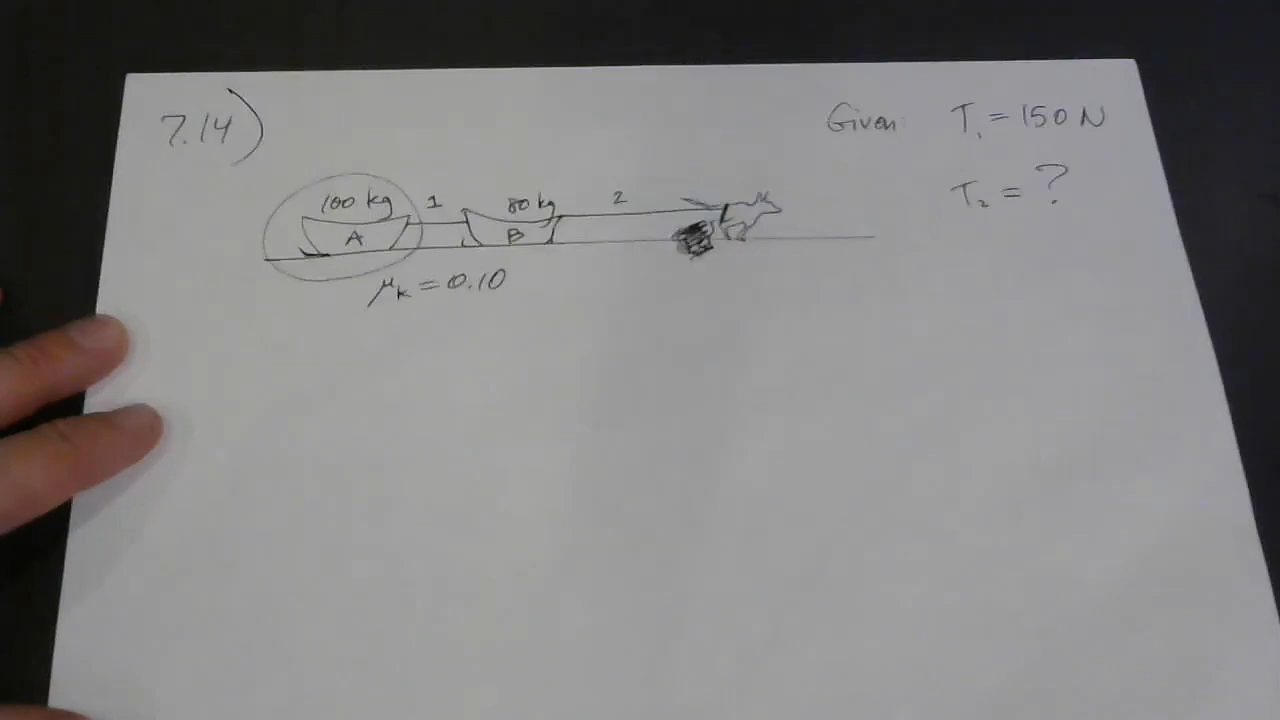 7.14)
Given: T₁ = 150 N
T₂ = ?
100 kg 1 80 kg 2
A B
μₖ = 0.10